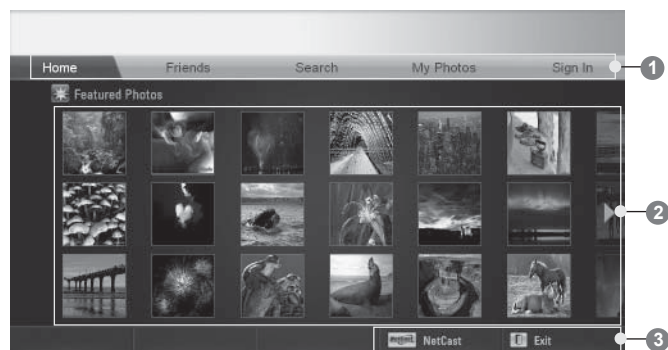 Home Friends Search My Photos Sign In
1
Featured Photos
2
NetCast Exit
3